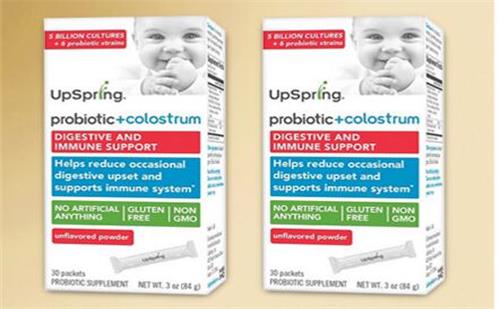 5 BILLION CULTURES
+ 6 probiotic strains
UpSpring
probiotic+colostrum
DIGESTIVE AND
IMMUNE SUPPORT
Helps reduce occasional
digestive upset and
supports immune system*
NO ARTIFICIAL ANYTHING | GLUTEN FREE | NON GMO
unflavored powder
UpSpring
30 packets
PROBIOTIC SUPPLEMENT NET WT. 3 oz (84 g)
5 BILLION CULTURES
+ 6 probiotic strains
UpSpring
probiotic+colostrum
DIGESTIVE AND
IMMUNE SUPPORT
Helps reduce occasional
digestive upset and
supports immune system*
NO ARTIFICIAL ANYTHING | GLUTEN FREE | NON GMO
unflavored powder
UpSpring
30 packets
PROBIOTIC SUPPLEMENT NET WT. 3 oz (84 g)